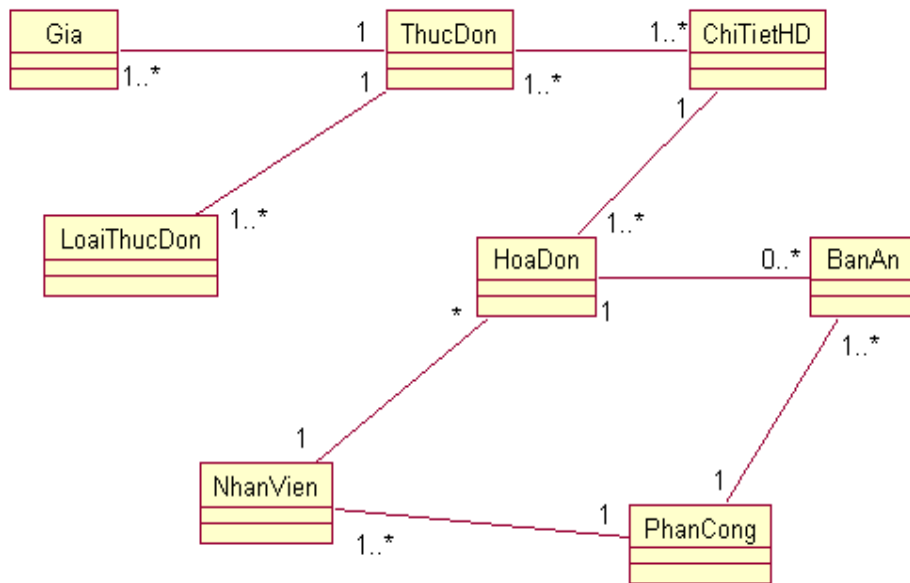 Gia
1
ThucDon
1..*
ChiTietHD
1..*
1
1..*
1
LoaiThucDon
1..*
1..*
HoaDon
0..*
BanAn
*
1
1..*
1
NhanVien
1
1
1..*
PhanCong